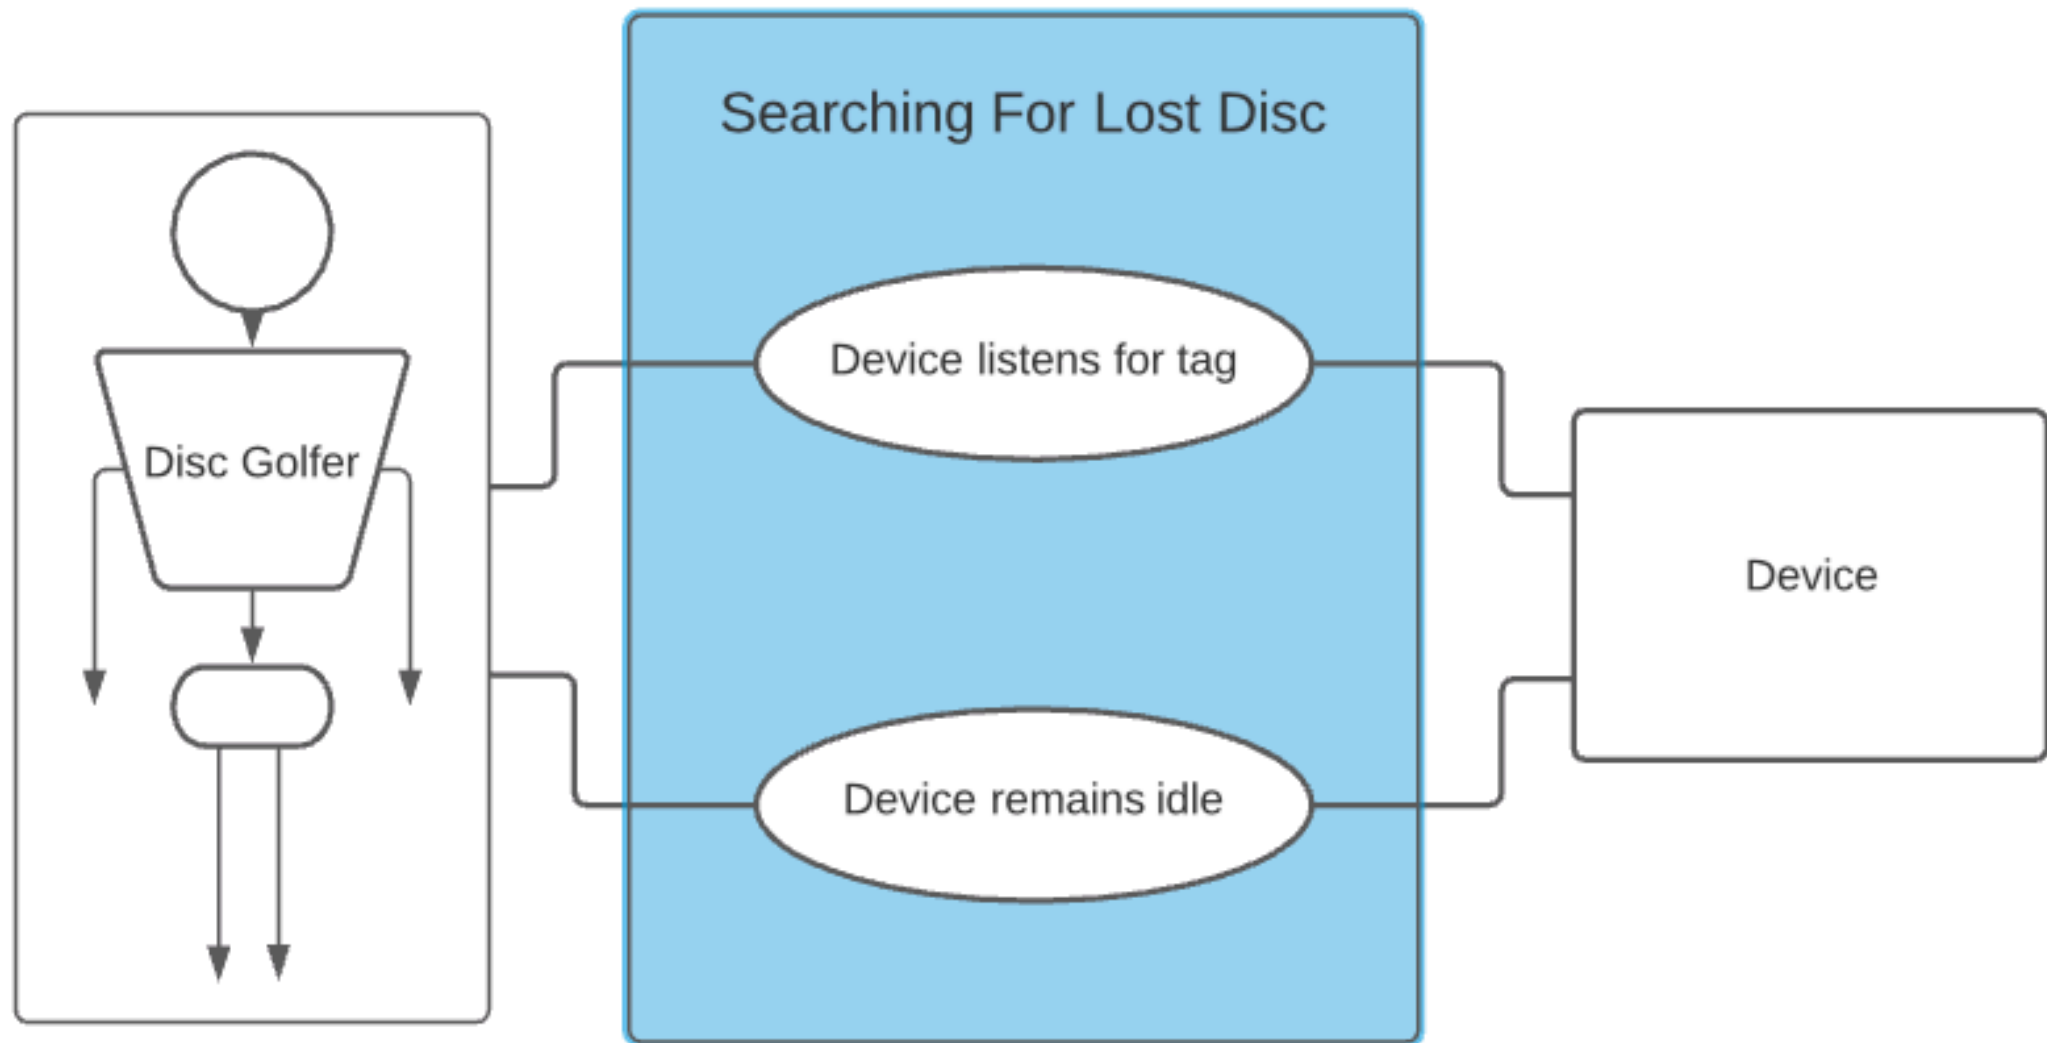 Searching For Lost Disc
Device listens for tag
Disc Golfer
Device
Device remains idle